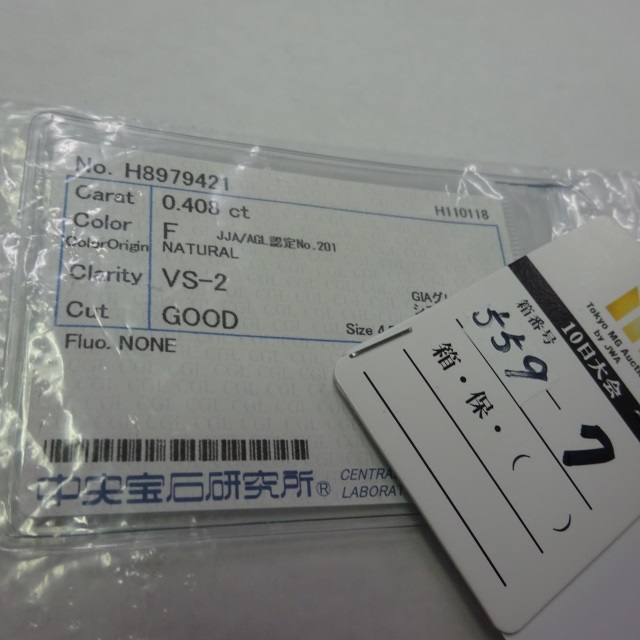 No. H8979421
H110118
Carat 0.408 ct
Color F JJA/AGL認定No.201
ColorOrigin NATURAL
Clarity VS-2
GIA
Cut GOOD
Size
Fluo. NONE
中央宝石研究所®
CENTRA
LABORAT
Tokyo MG
10日大会
箱番号
559-7
箱・保・( )